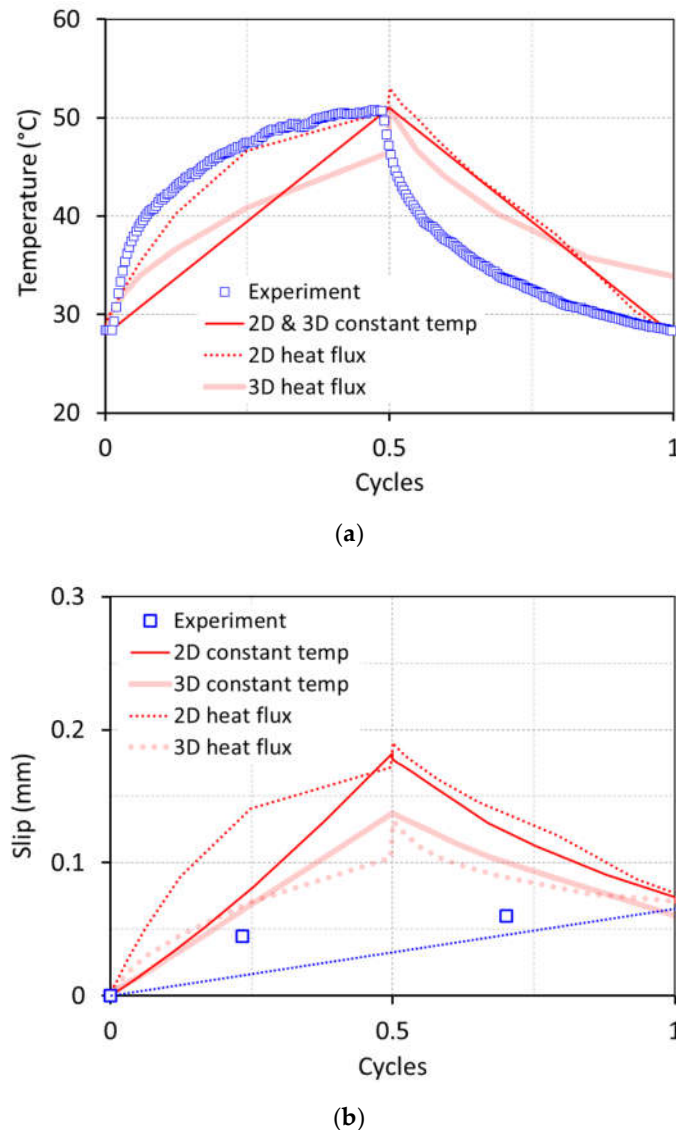 60
50
40
30
20
Temperature (°C)
Experiment
2D & 3D constant temp
2D heat flux
3D heat flux
0
0.5
1
Cycles
(a)
0.3
0.2
0.1
0
Slip (mm)
Experiment
2D constant temp
3D constant temp
2D heat flux
3D heat flux
0
0.5
1
Cycles
(b)